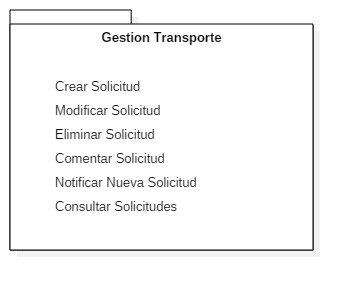 Gestion Transporte
Crear Solicitud
Modificar Solicitud
Eliminar Solicitud
Comentar Solicitud
Notificar Nueva Solicitud
Consultar Solicitudes